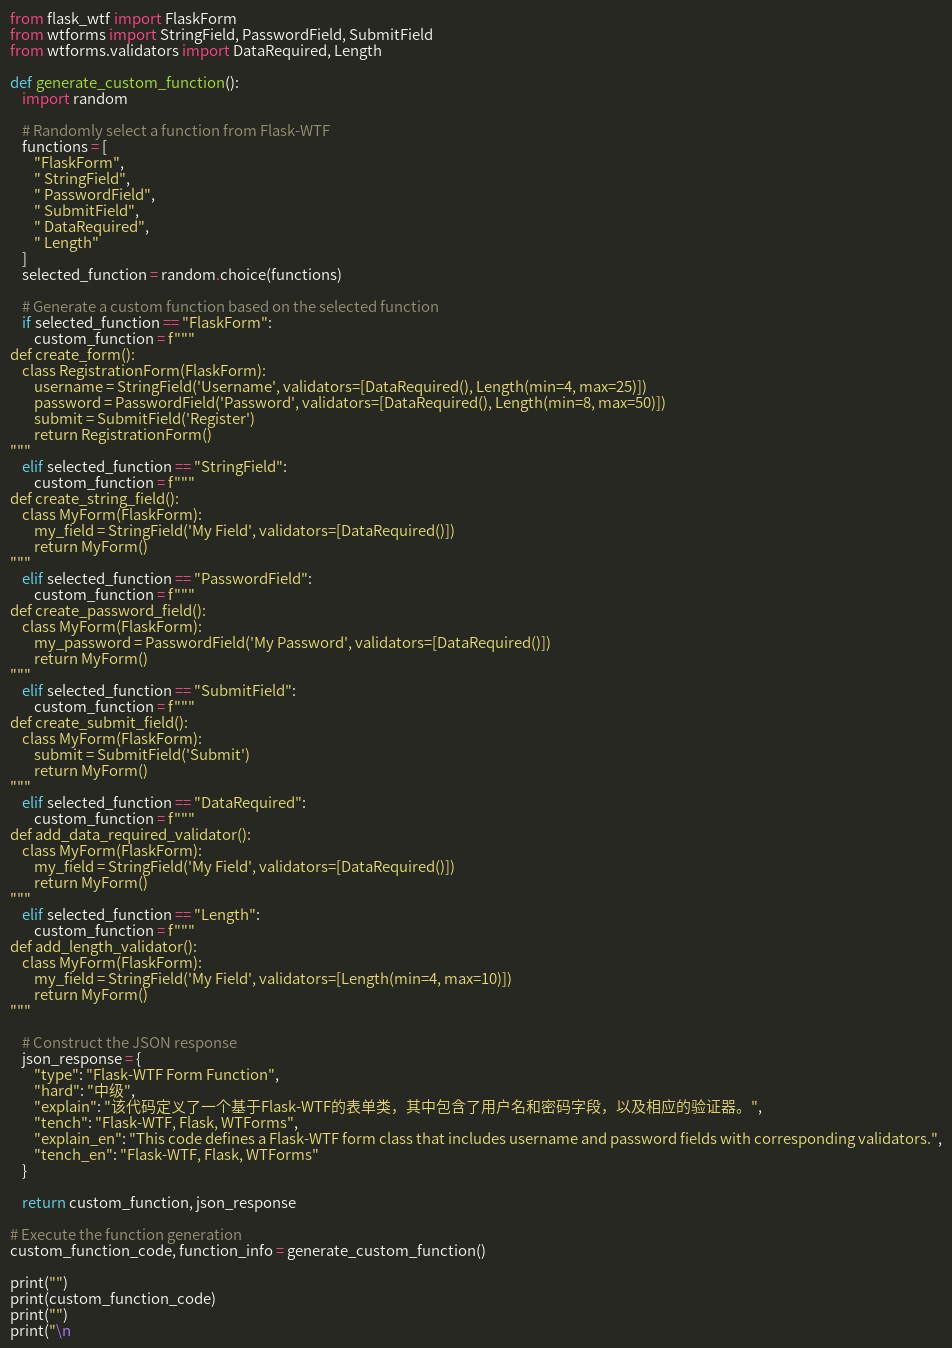 from flask_wtf import FlaskForm
from wtforms import StringField, PasswordField, SubmitField
from wtforms.validators import DataRequired, Length

def generate_custom_function():
    import random

    # Randomly select a function from Flask-WTF
    functions = [
        "FlaskForm",
        " StringField",
        " PasswordField",
        " SubmitField",
        " DataRequired",
        " Length"
    ]
    selected_function = random.choice(functions)

    # Generate a custom function based on the selected function
    if selected_function == "FlaskForm":
        custom_function = f"""
def create_form():
    class RegistrationForm(FlaskForm):
        username = StringField('Username', validators=[DataRequired(), Length(min=4, max=25)])
        password = PasswordField('Password', validators=[DataRequired(), Length(min=8, max=50)])
        submit = SubmitField('Register')
        return RegistrationForm()
"""
    elif selected_function == "StringField":
        custom_function = f"""
def create_string_field():
    class MyForm(FlaskForm):
        my_field = StringField('My Field', validators=[DataRequired()])
        return MyForm()
"""
    elif selected_function == "PasswordField":
        custom_function = f"""
def create_password_field():
    class MyForm(FlaskForm):
        my_password = PasswordField('My Password', validators=[DataRequired()])
        return MyForm()
"""
    elif selected_function == "SubmitField":
        custom_function = f"""
def create_submit_field():
    class MyForm(FlaskForm):
        submit = SubmitField('Submit')
        return MyForm()
"""
    elif selected_function == "DataRequired":
        custom_function = f"""
def add_data_required_validator():
    class MyForm(FlaskForm):
        my_field = StringField('My Field', validators=[DataRequired()])
        return MyForm()
"""
    elif selected_function == "Length":
        custom_function = f"""
def add_length_validator():
    class MyForm(FlaskForm):
        my_field = StringField('My Field', validators=[Length(min=4, max=10)])
        return MyForm()
"""

    # Construct the JSON response
    json_response = {
        "type": "Flask-WTF Form Function",
        "hard": "中级",
        "explain": "该代码定义了一个基于Flask-WTF的表单类，其中包含了用户名和密码字段，以及相应的验证器。",
        "tench": "Flask-WTF, Flask, WTForms",
        "explain_en": "This code defines a Flask-WTF form class that includes username and password fields with corresponding validators.",
        "tench_en": "Flask-WTF, Flask, WTForms"
    }

    return custom_function, json_response

# Execute the function generation
custom_function_code, function_info = generate_custom_function()

print("")
print(custom_function_code)
print("")
print("\n